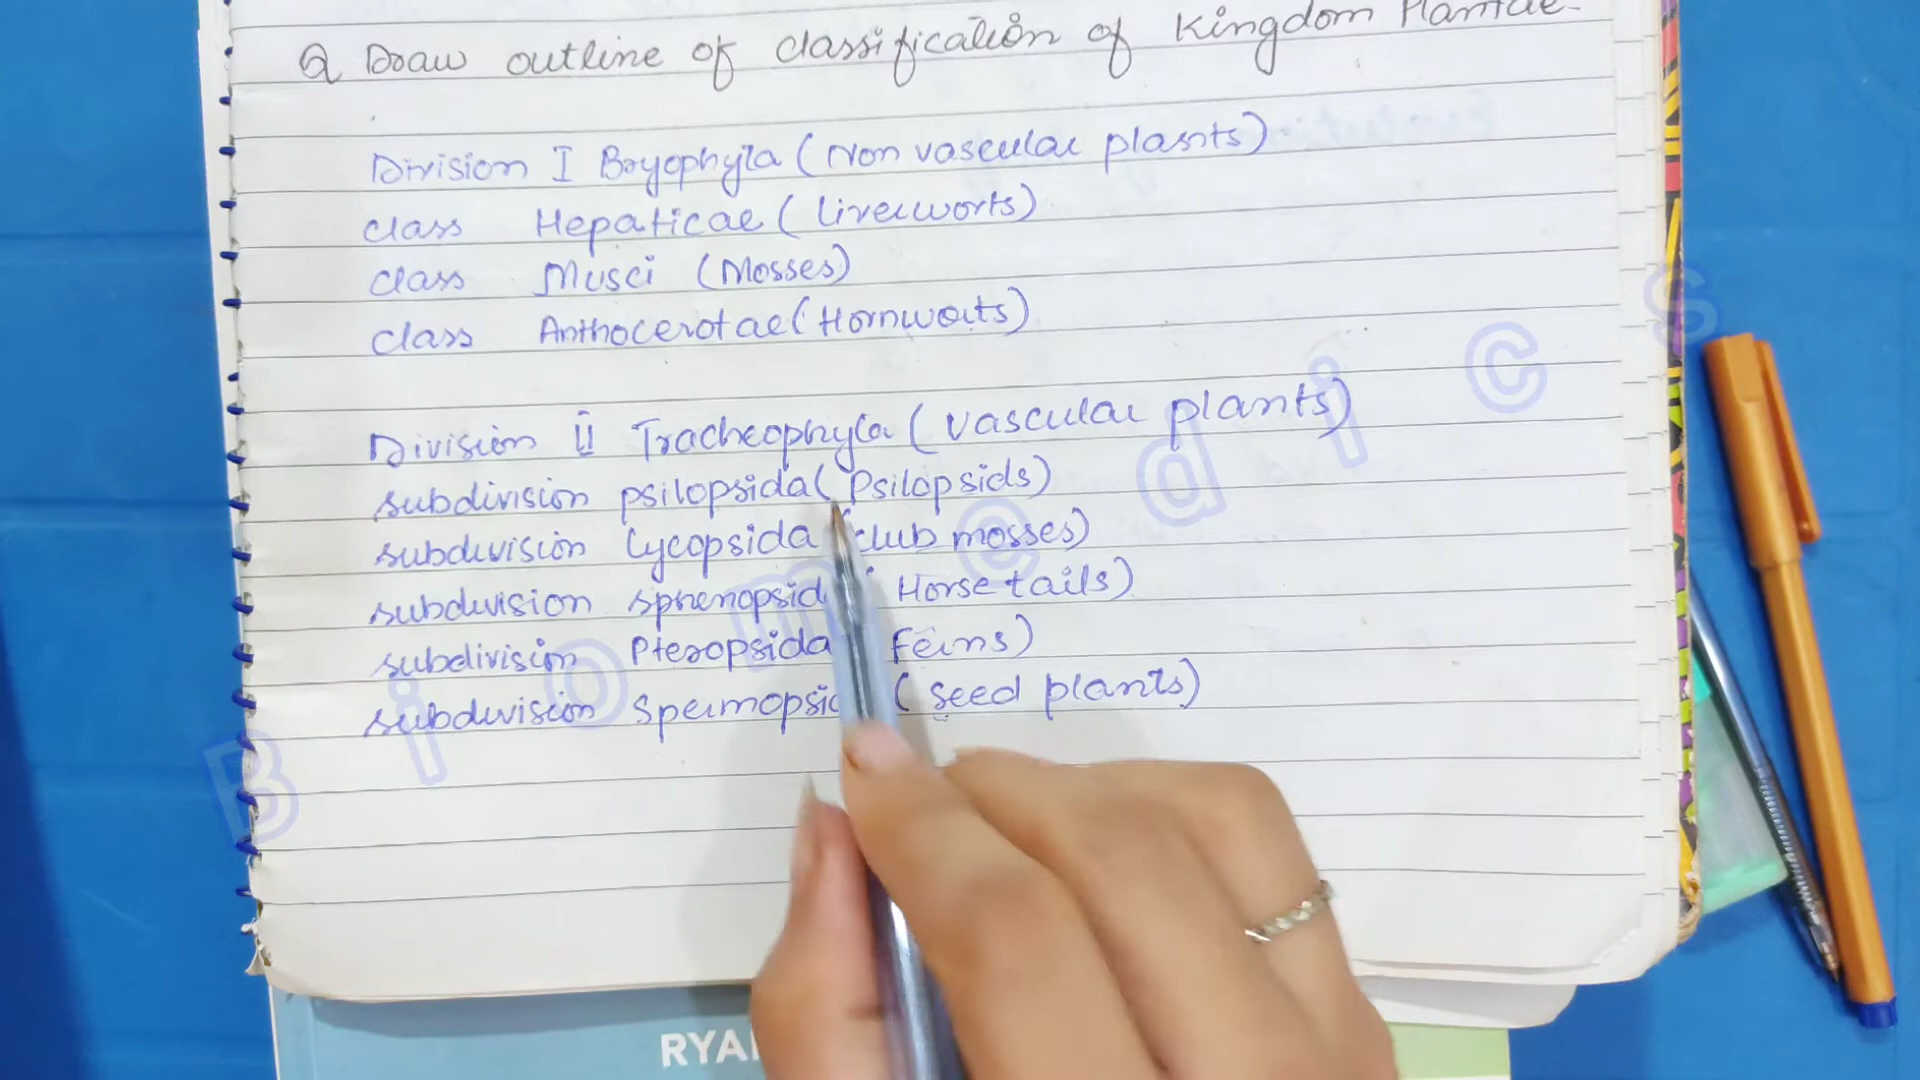 Q Draw outline of classification of Kingdom Plantae.
Division I Bryophyta (Non vascular plants)
class Hepaticae (liverworts)
class Musci (Mosses)
class Anthocerotae (Hornworts)
Division ii Tracheophyta (vascular plants)
subdivision psilopsida (Psilopsids)
subdivision lycopsida (club mosses)
subdivision sphenopsid Horse tails)
subdivision Pteropsida ferns)
subdivision spermopsid (seed plants)
Biomedics
RYA